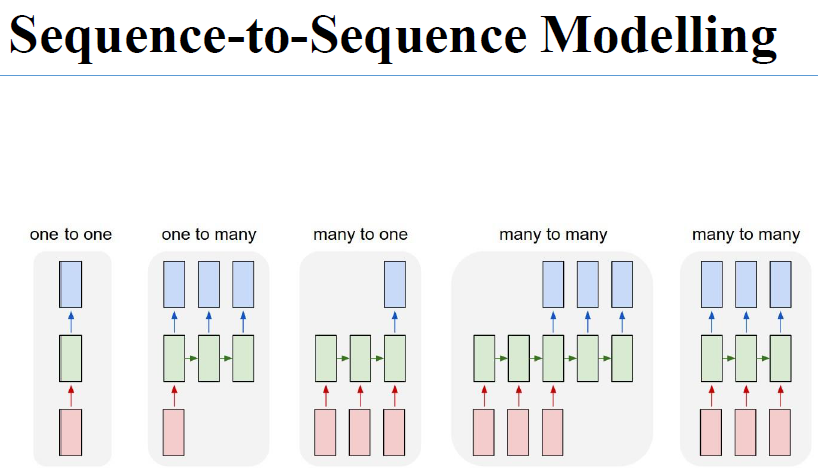 Sequence-to-Sequence Modelling
one to one
one to many
many to one
many to many
many to many